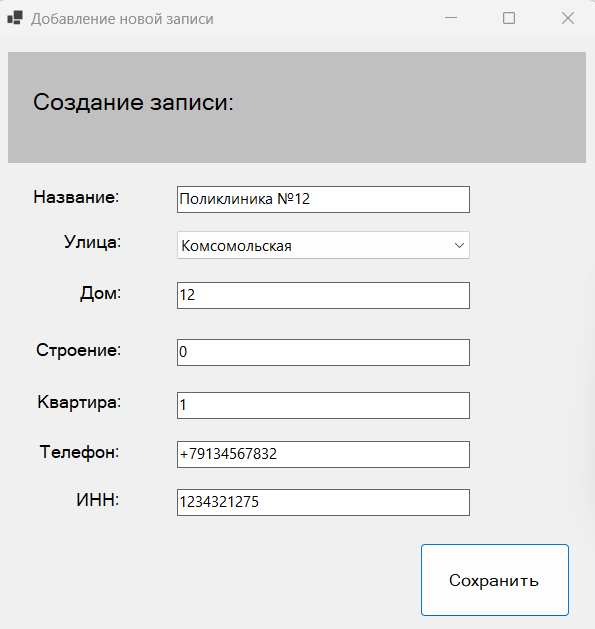 Добавление новой записи
Создание записи:
Название: Поликлиника №12
Улица: Комсомольская
Дом: 12
Строение: 0
Квартира: 1
Телефон: +79134567832
ИНН: 1234321275
Сохранить